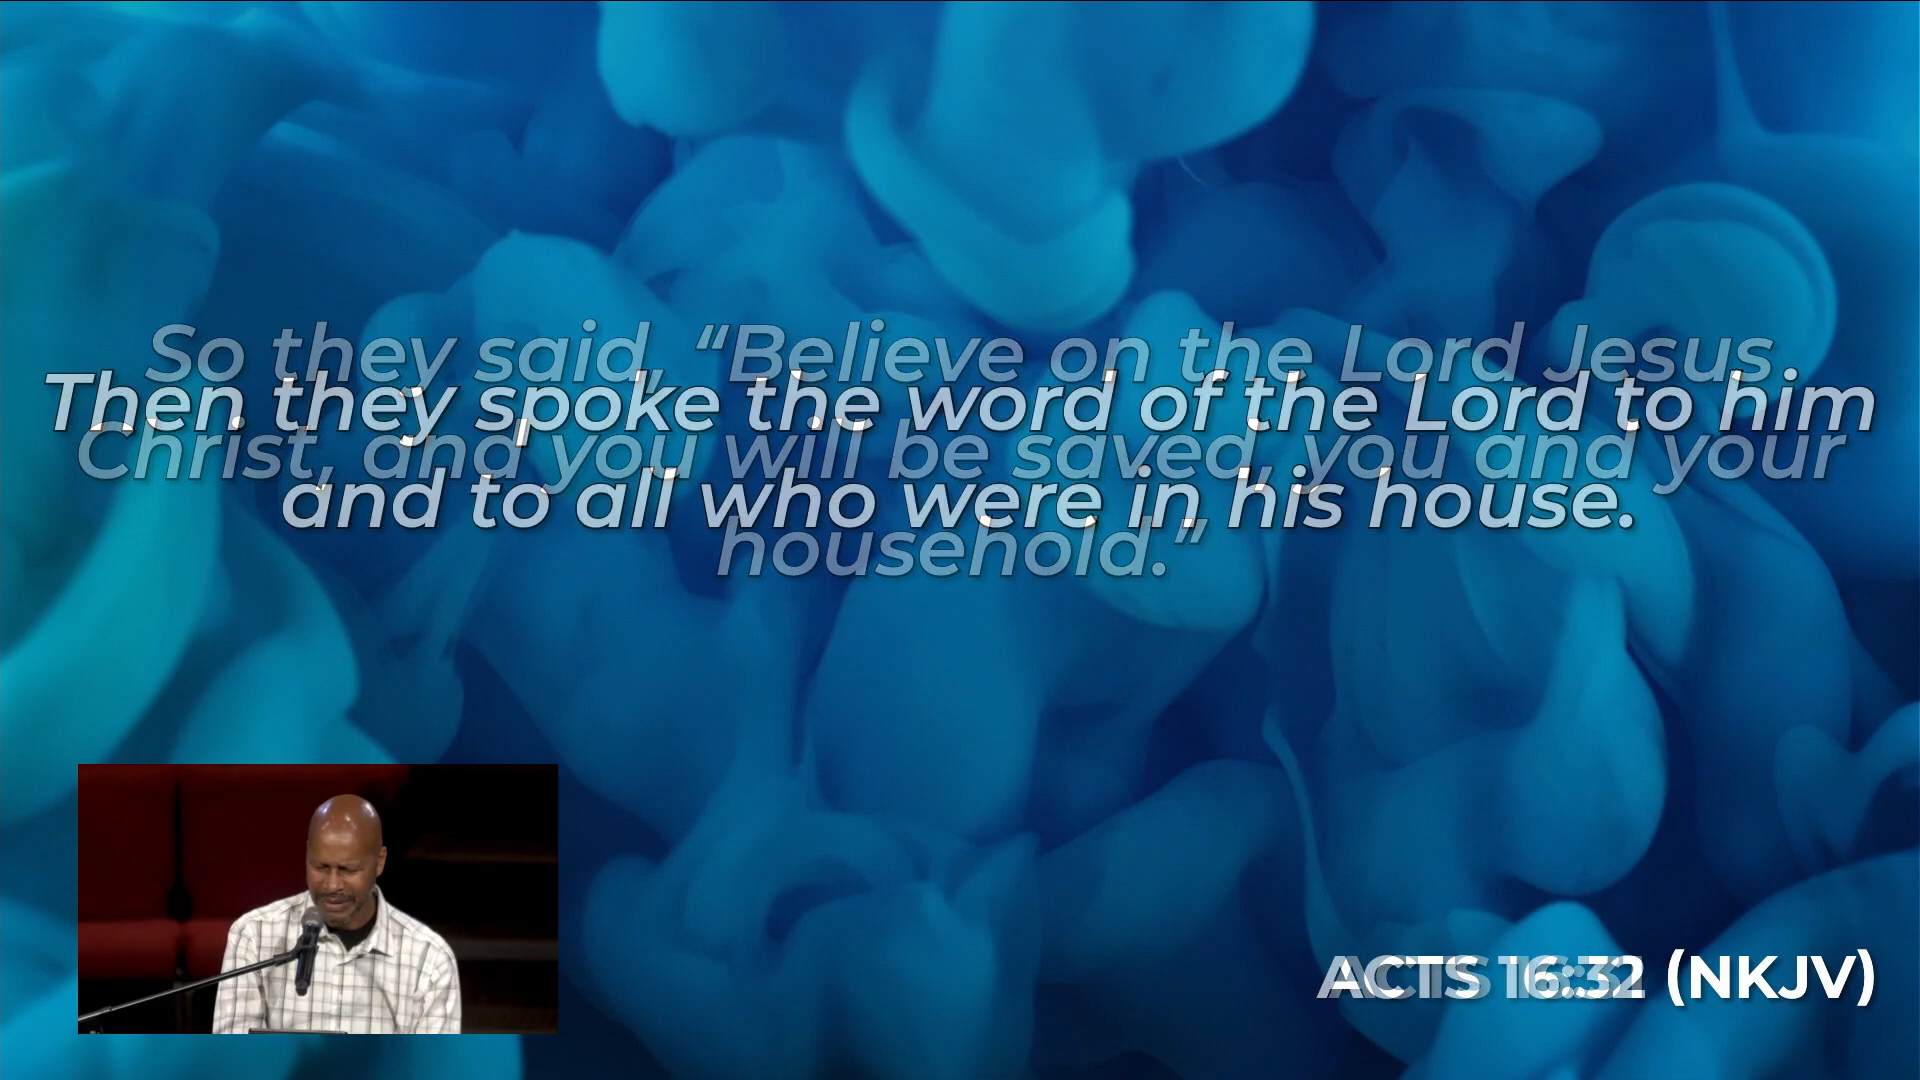 So they said, “Believe on the Lord Jesus
Then they spoke the word of the Lord to him
Christ, and you will be saved, you and your
and to all who were in his house.
household.”
ACTS 16:32 (NKJV)